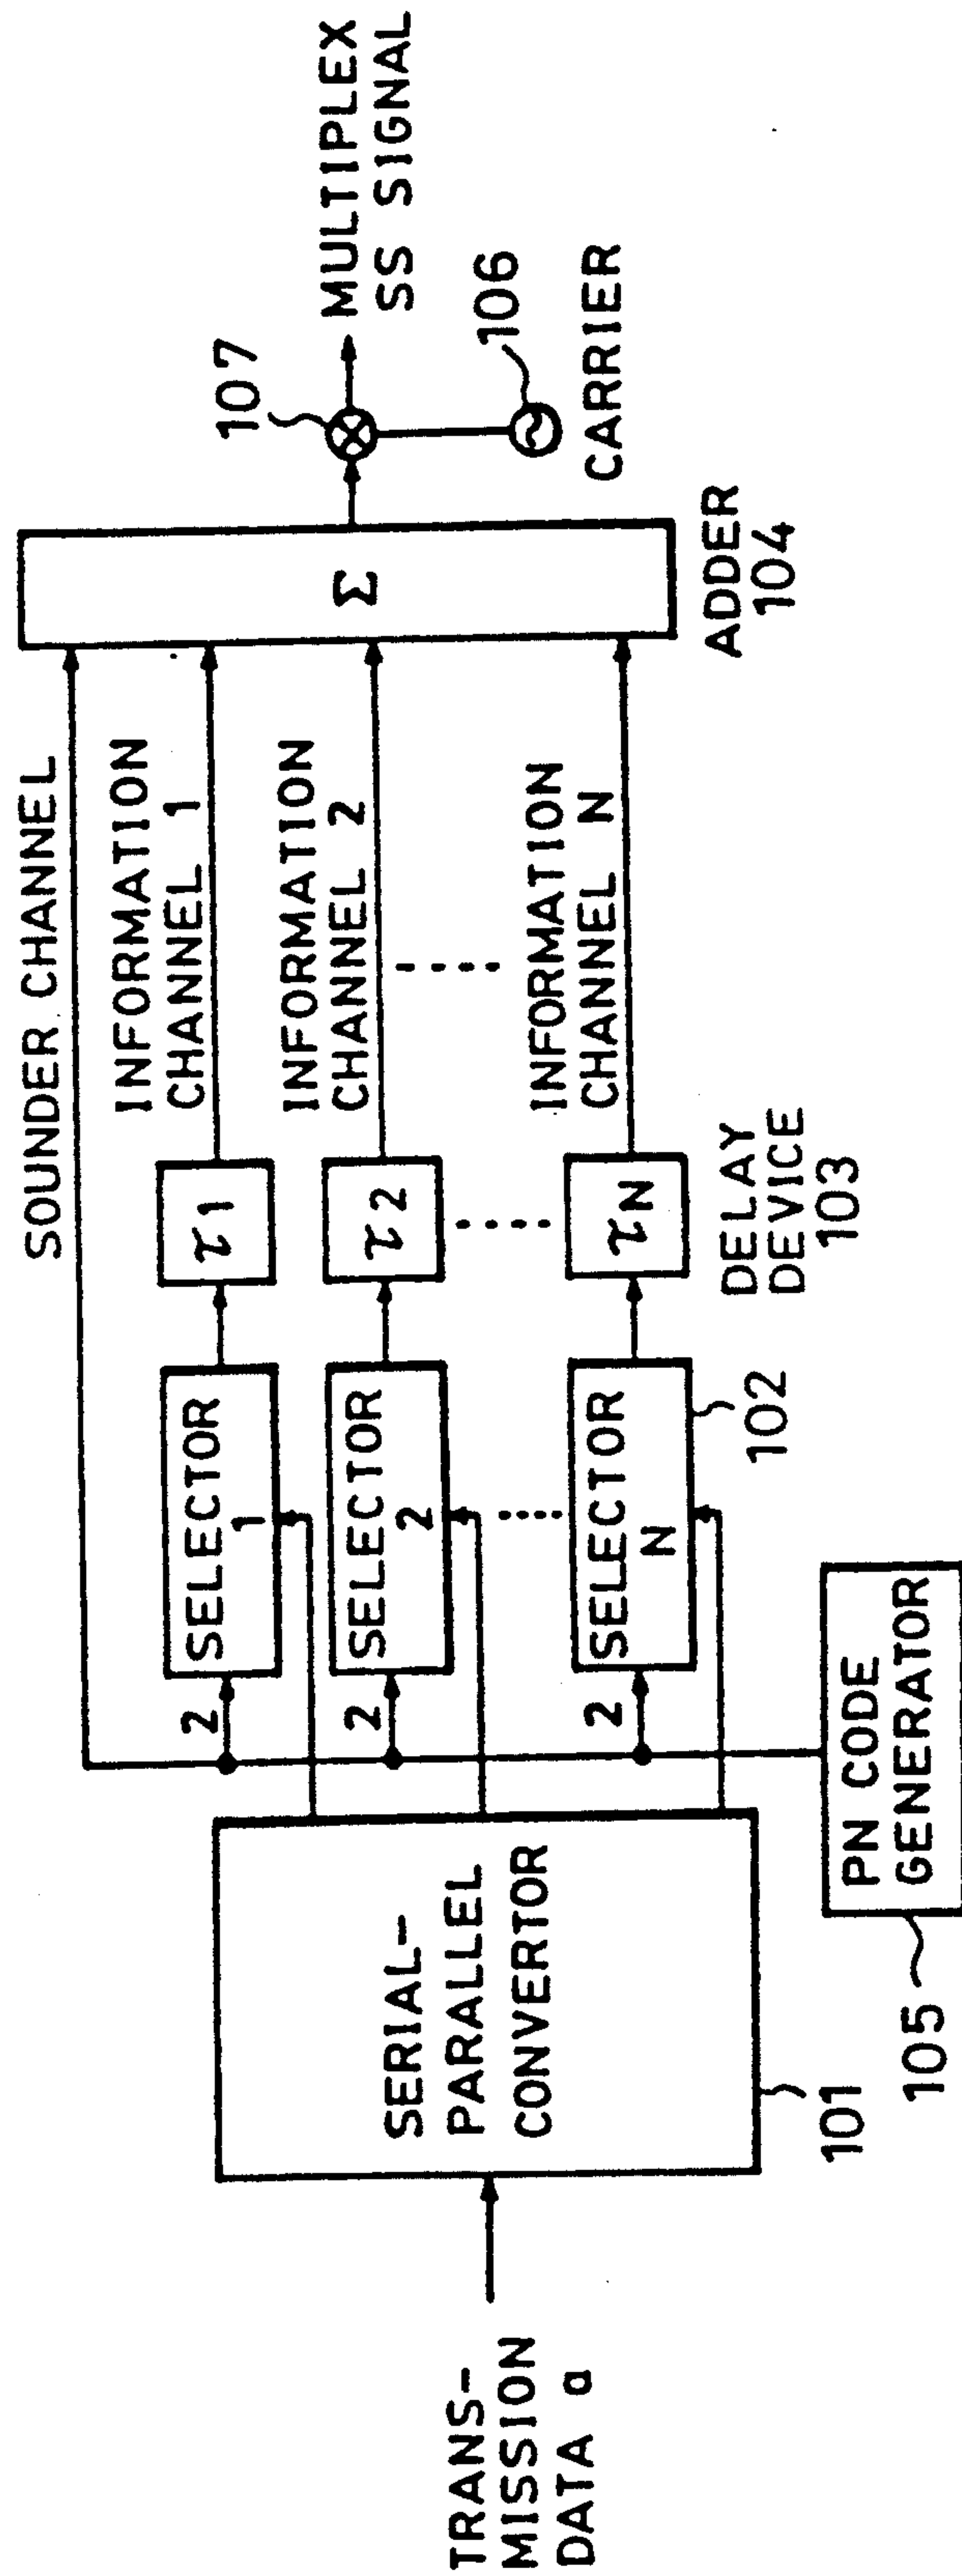 TRANS-
MISSION
DATA a
SERIAL-
PARALLEL
CONVERTOR
101
PN CODE
GENERATOR
105
2
SELECTOR
1
2
SELECTOR
2
2
SELECTOR
N
102
τ1
τ2
τN
DELAY
DEVICE
103
SOUNDER CHANNEL
INFORMATION
CHANNEL 1
INFORMATION
CHANNEL 2
INFORMATION
CHANNEL N
Σ
ADDER
104
107
106
CARRIER
MULTIPLEX
SS SIGNAL